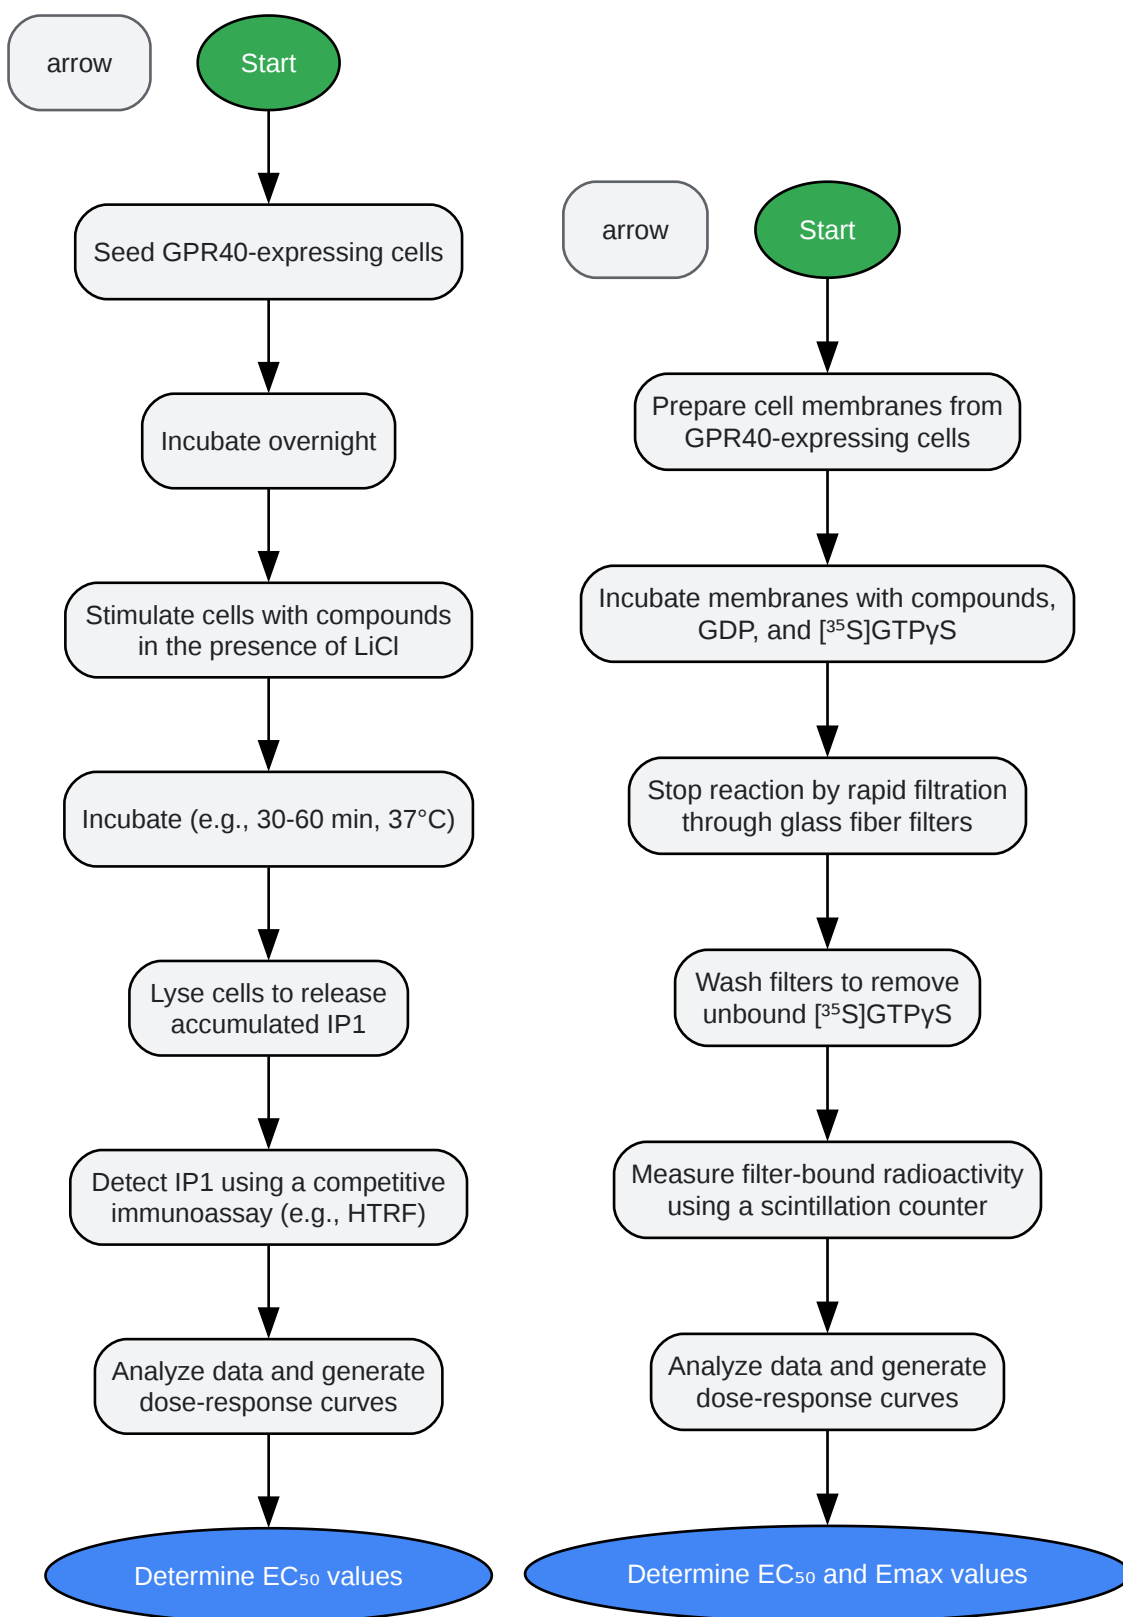 arrow
Start
Seed GPR40-expressing cells
Incubate overnight
Stimulate cells with compounds
in the presence of LiCl
Incubate (e.g., 30-60 min, 37°C)
Lyse cells to release
accumulated IP1
Detect IP1 using a competitive
immunoassay (e.g., HTRF)
Analyze data and generate
dose-response curves
Determine EC₅₀ values
arrow
Start
Prepare cell membranes from
GPR40-expressing cells
Incubate membranes with compounds,
GDP, and [³⁵S]GTPγS
Stop reaction by rapid filtration
through glass fiber filters
Wash filters to remove
unbound [³⁵S]GTPγS
Measure filter-bound radioactivity
using a scintillation counter
Analyze data and generate
dose-response curves
Determine EC₅₀ and Emax values